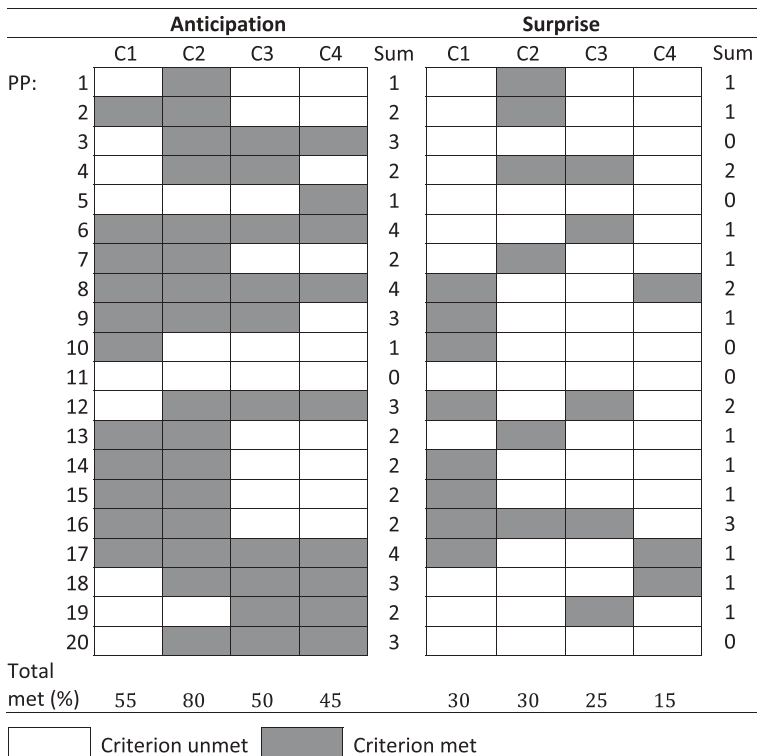 Anticipation Surprise
C1 C2 C3 C4 Sum C1 C2 C3 C4 Sum
PP: 1 1 1
2 2 1
3 3 0
4 2 2
5 1 0
6 4 1
7 2 1
8 4 2
9 3 1
10 1 0
11 0 0
12 3 2
13 2 1
14 2 1
15 2 1
16 2 3
17 4 1
18 3 1
19 2 1
20 3 0
Total
met (%) 55 80 50 45 30 30 25 15
Criterion unmet Criterion met